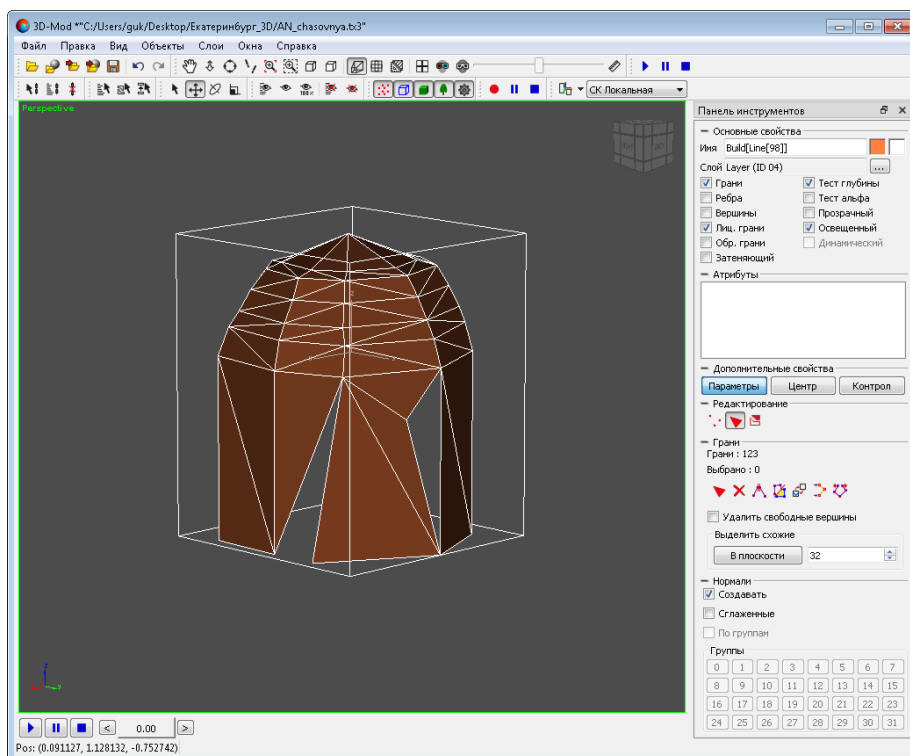 3D-Mod *"C:/Users/guk/Desktop/Екатеринбург_3D/AN_chasovnya.tx3"
Файл Правка Вид Объекты Слои Окна Справка
100%
СК Локальная
Perspective
Панель инструментов
Основные свойства
Имя Build[Line[98]]
Слой Layer (ID 04) ...
Грани Тест глубины
Ребра Тест альфа
Вершины Прозрачный
Лиц. грани Освещенный
Обр. грани Динамический
Затеняющий
Атрибуты
Дополнительные свойства
Параметры Центр Контрол
Редактирование
Грани
Грани : 123
Выбрано : 0
Удалить свободные вершины
Выделить схожие
В плоскости 32
Нормали
Создавать
Сглаженные
По группам
Группы
0 1 2 3 4 5 6 7
8 9 10 11 12 13 14 15
16 17 18 19 20 21 22 23
24 25 26 27 28 29 30 31
z
< 0.00 >
Pos: (0.091127, 1.128132, -0.752742)